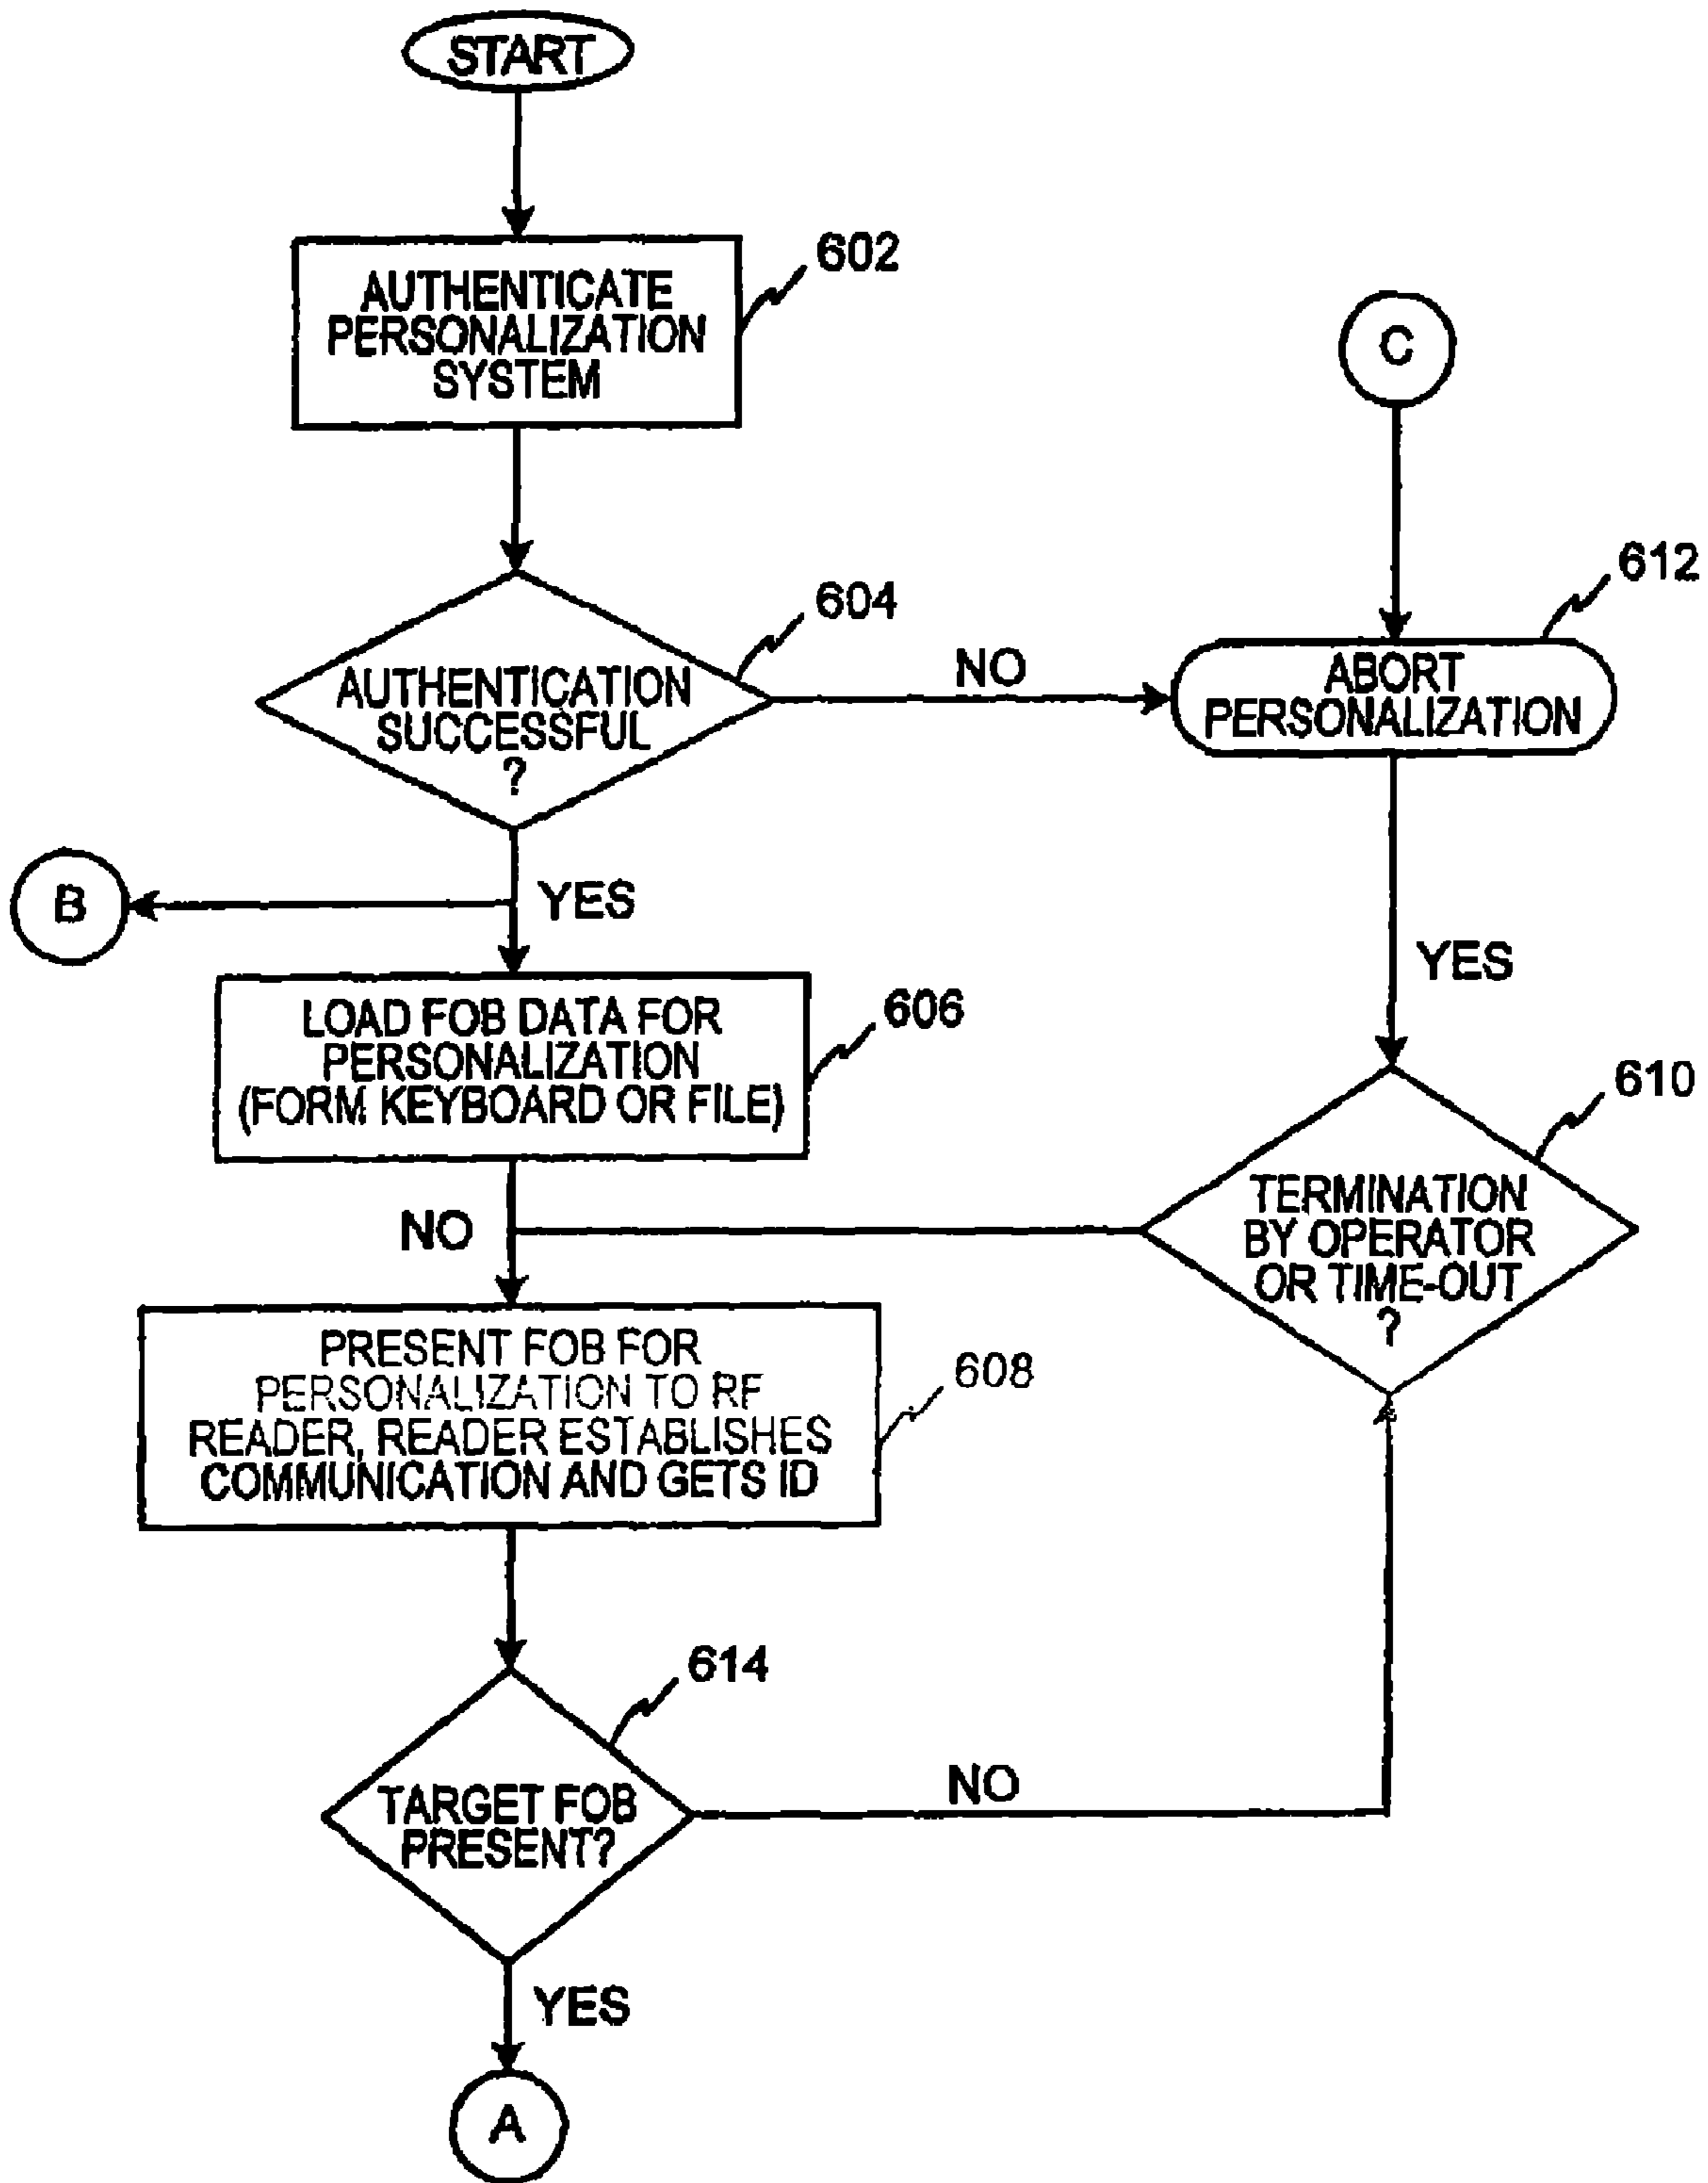 START
602
AUTHENTICATE
PERSONALIZATION
SYSTEM
C
604
AUTHENTICATION
SUCCESSFUL
?
NO
612
ABORT
PERSONALIZATION
B
YES
YES
606
LOAD FOB DATA FOR
PERSONALIZATION
(FORM KEYBOARD OR FILE)
610
TERMINATION
BY OPERATOR
OR TIME-OUT
?
NO
608
PRESENT FOB FOR
PERSONALIZATION TO RF
READER, READER ESTABLISHES
COMMUNICATION AND GETS ID
614
TARGET FOB
PRESENT?
NO
YES
A